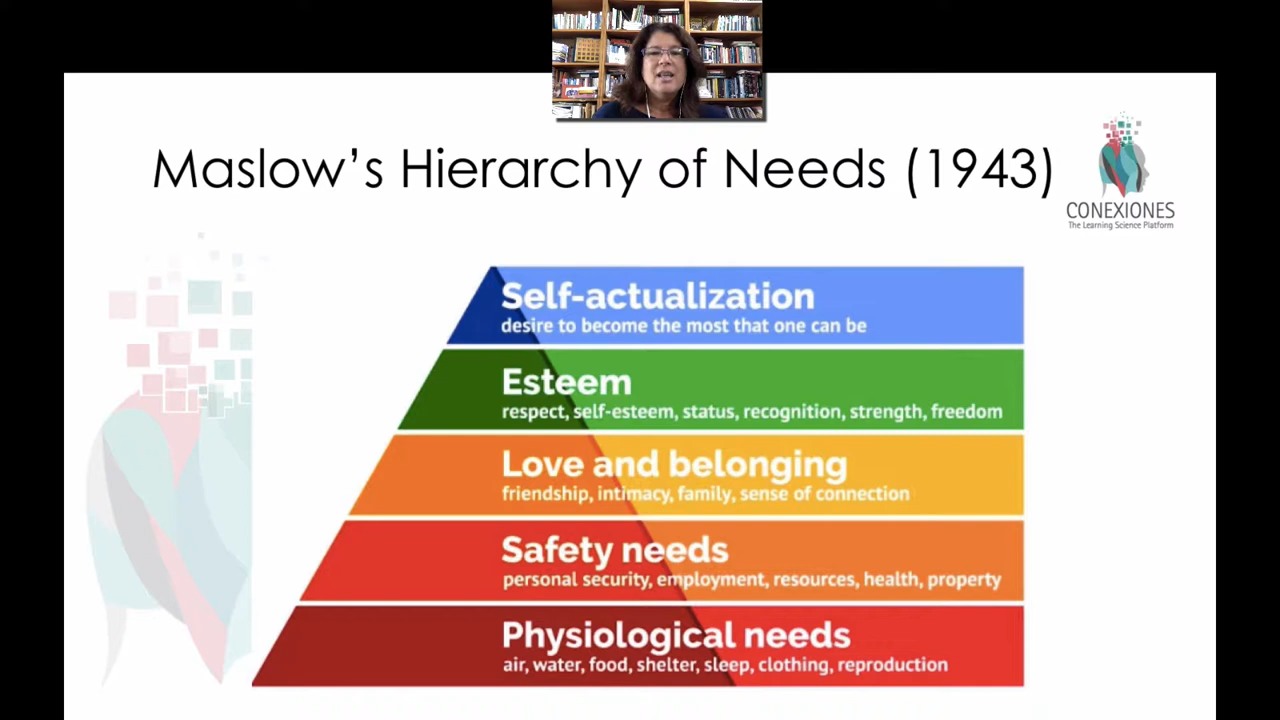 Maslow's Hierarchy of Needs (1943)
CONEXIONES
The Learning Science Platform
Self-actualization
desire to become the most that one can be
Esteem
respect, self-esteem, status, recognition, strength, freedom
Love and belonging
friendship, intimacy, family, sense of connection
Safety needs
personal security, employment, resources, health, property
Physiological needs
air, water, food, shelter, sleep, clothing, reproduction